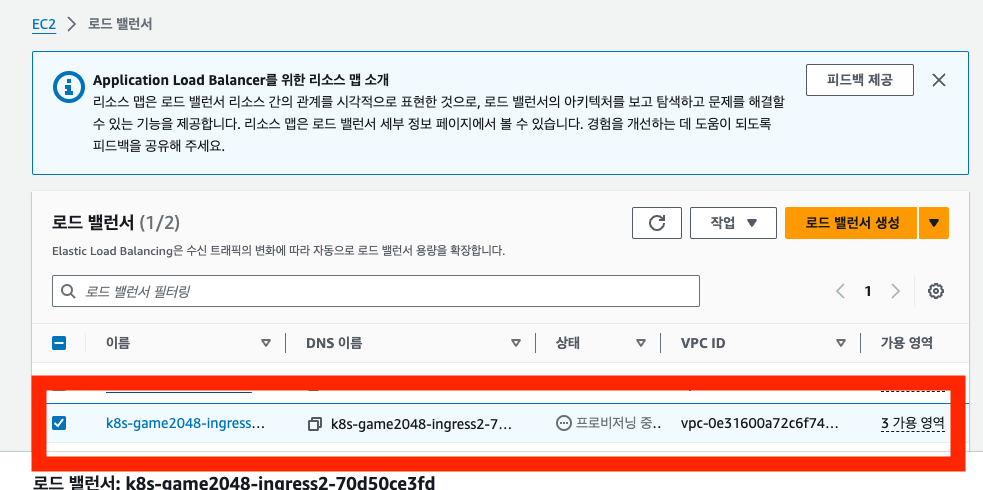 EC2 > 로드 밸런서
Application Load Balancer를 위한 리소스 맵 소개
리소스 맵은 로드 밸런서 리소스 간의 관계를 시각적으로 표현한 것으로, 로드 밸런서의 아키텍처를 보고 탐색하고 문제를 해결할
수 있는 기능을 제공합니다. 리소스 맵은 로드 밸런서 세부 정보 페이지에서 볼 수 있습니다. 경험을 개선하는 데 도움이 되도록
피드백을 공유해 주세요.
피드백 제공
로드 밸런서 (1/2)
작업
로드 밸런서 생성
Elastic Load Balancing은 수신 트래픽의 변화에 따라 자동으로 로드 밸런서 용량을 확장합니다.
로드 밸런서 필터링
1
이름 DNS 이름 상태 VPC ID 가용 영역
k8s-game2048-ingress... k8s-game2048-ingress2-7... 프로비저닝 중.. vpc-0e31600a72c6f74... 3 가용 영역
로드 밸런서: k8s-game2048-ingress2-70d50ce3fd